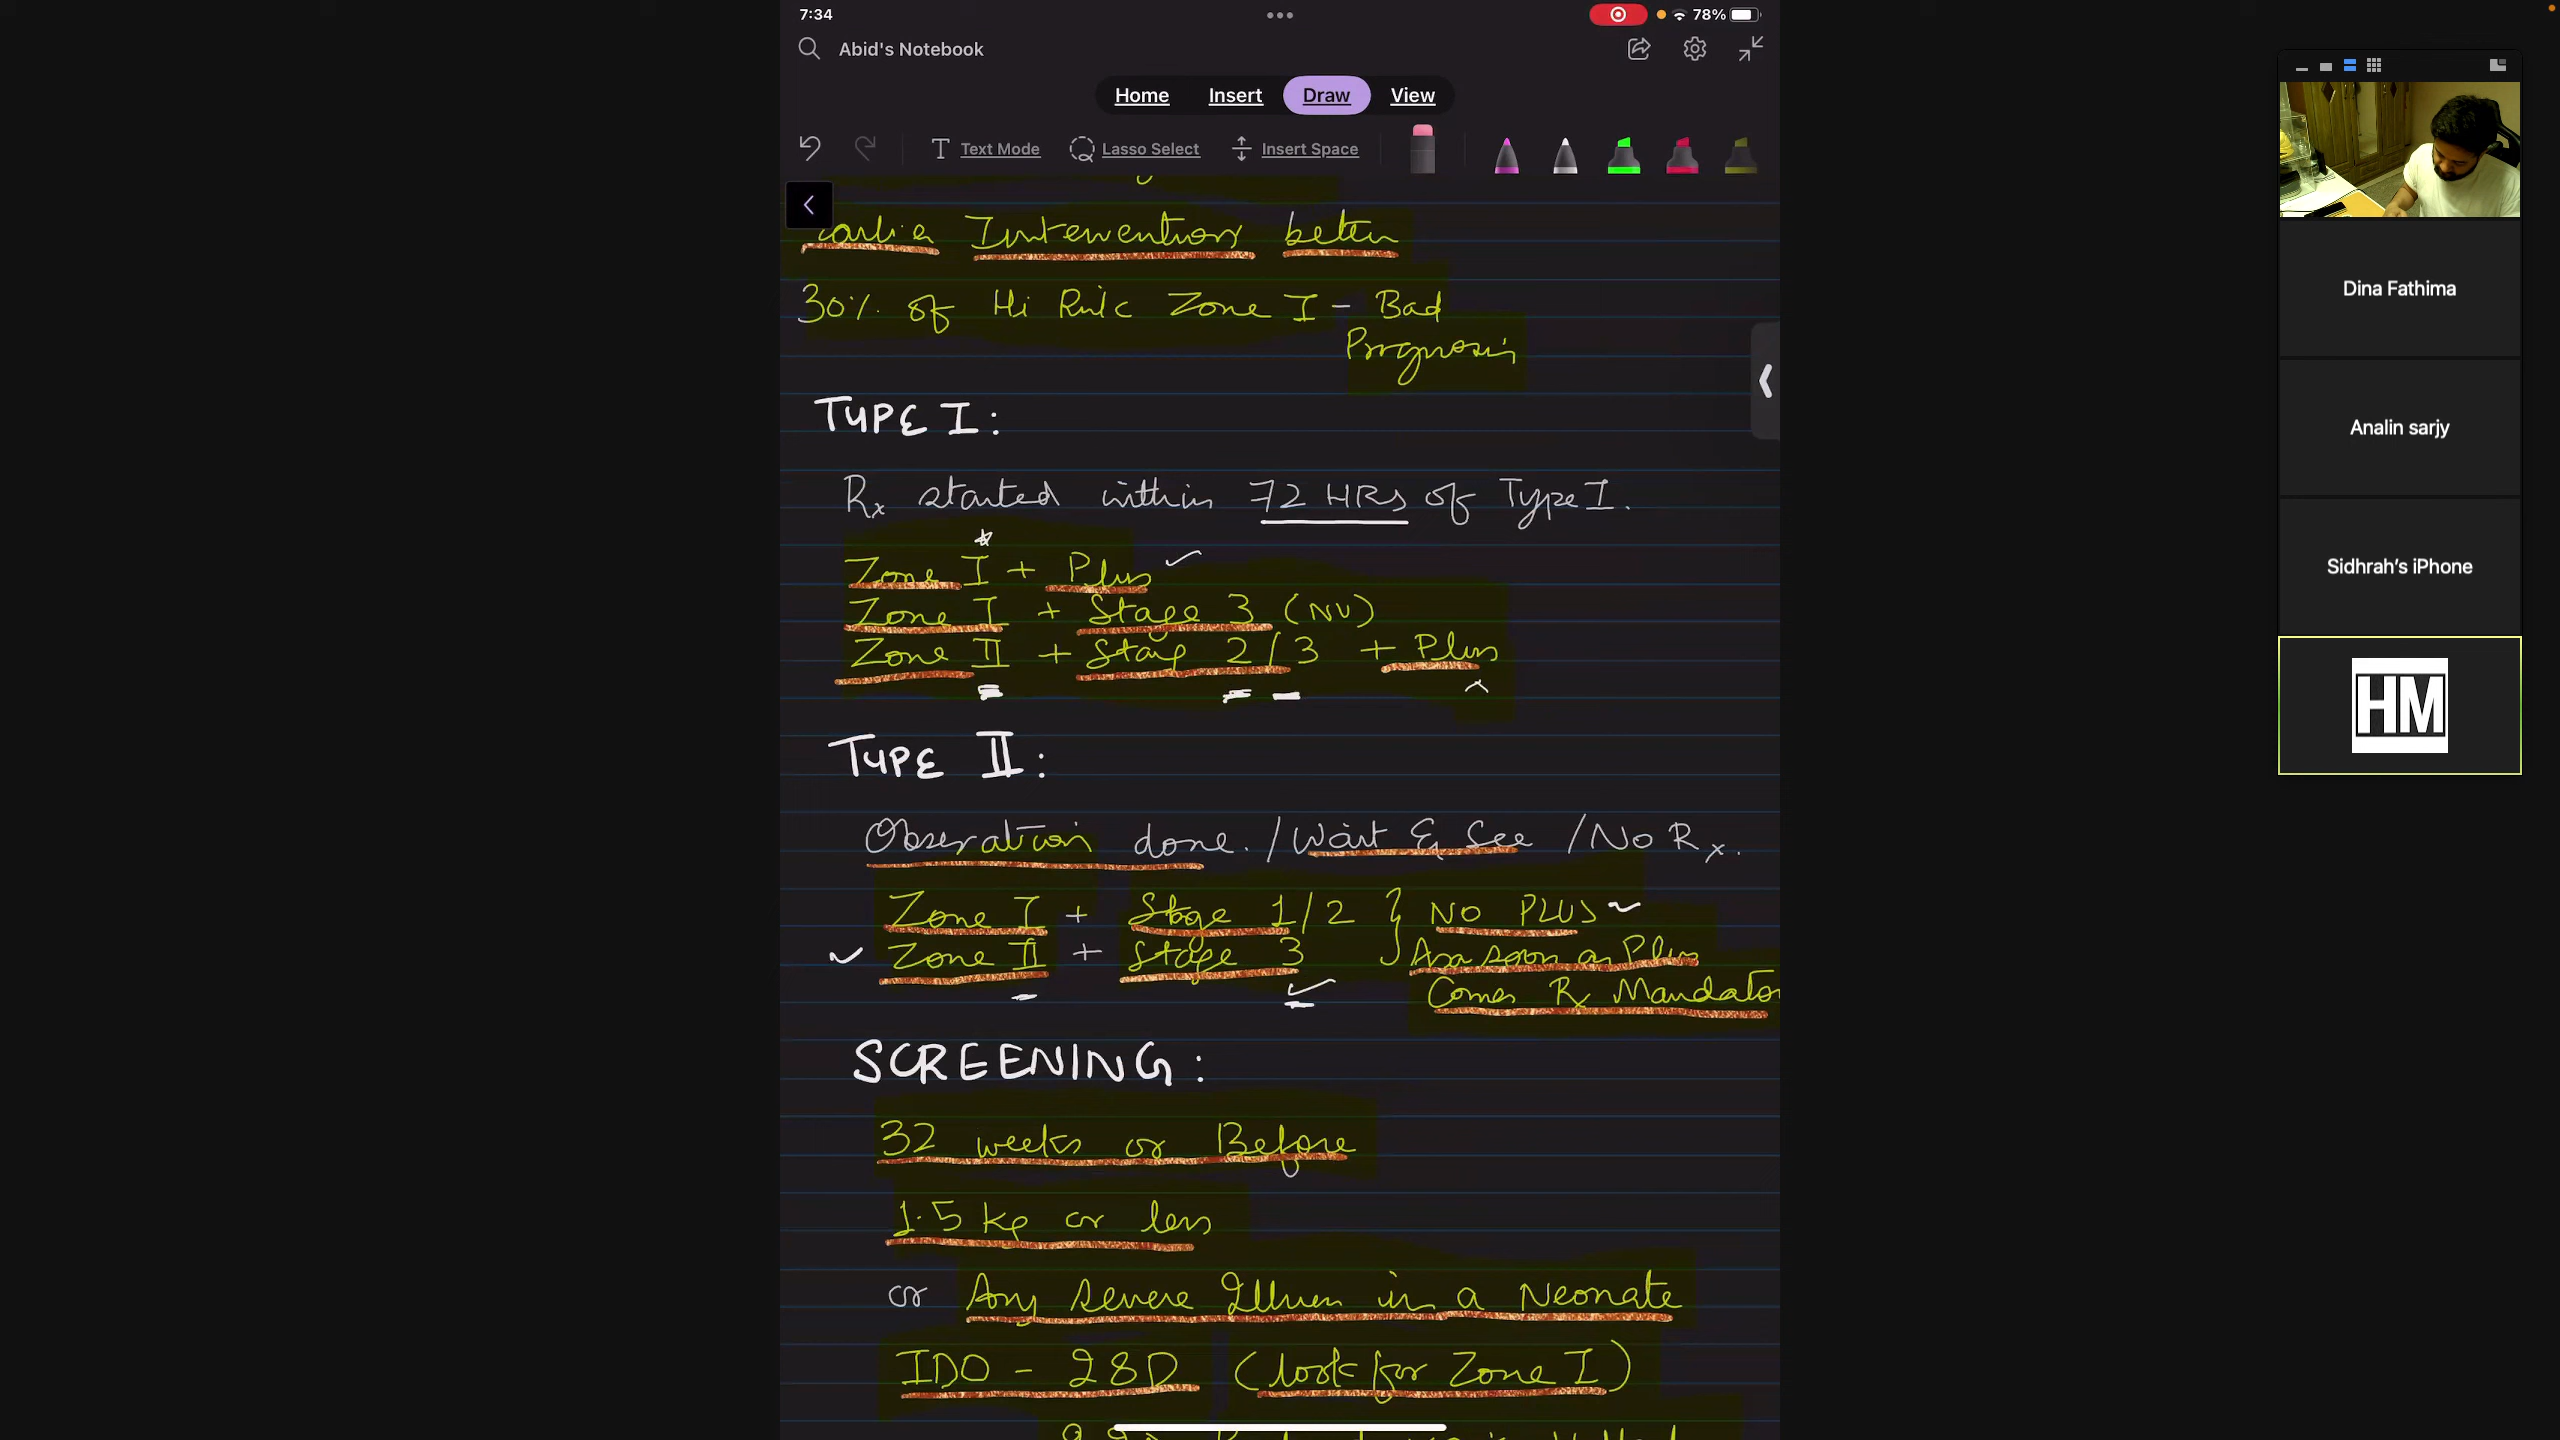 7:34
78%
Abid's Notebook
Home Insert Draw View
Text Mode Lasso Select Insert Space
Intervention better
30% of Hi Risk Zone I - Bad
Prognosis
TYPE I:
Rx started within 72 HRs of Type I.
Zone I + Plus
Zone I + Stage 3 (NV)
Zone II + Stage 2/3 + Plus
TYPE II:
Observation done. / Wait & See / No Rx.
Zone I + Stage 1/2 } NO PLUS
Zone II + Stage 3 As soon as Plus
Comes Rx Mandato
SCREENING:
32 weeks or Before
1.5 kg or less
or Any severe Illness in a Neonate
IDO - 28D (look for Zone I)
Dina Fathima
Analin sarjy
Sidhrah's iPhone
HM